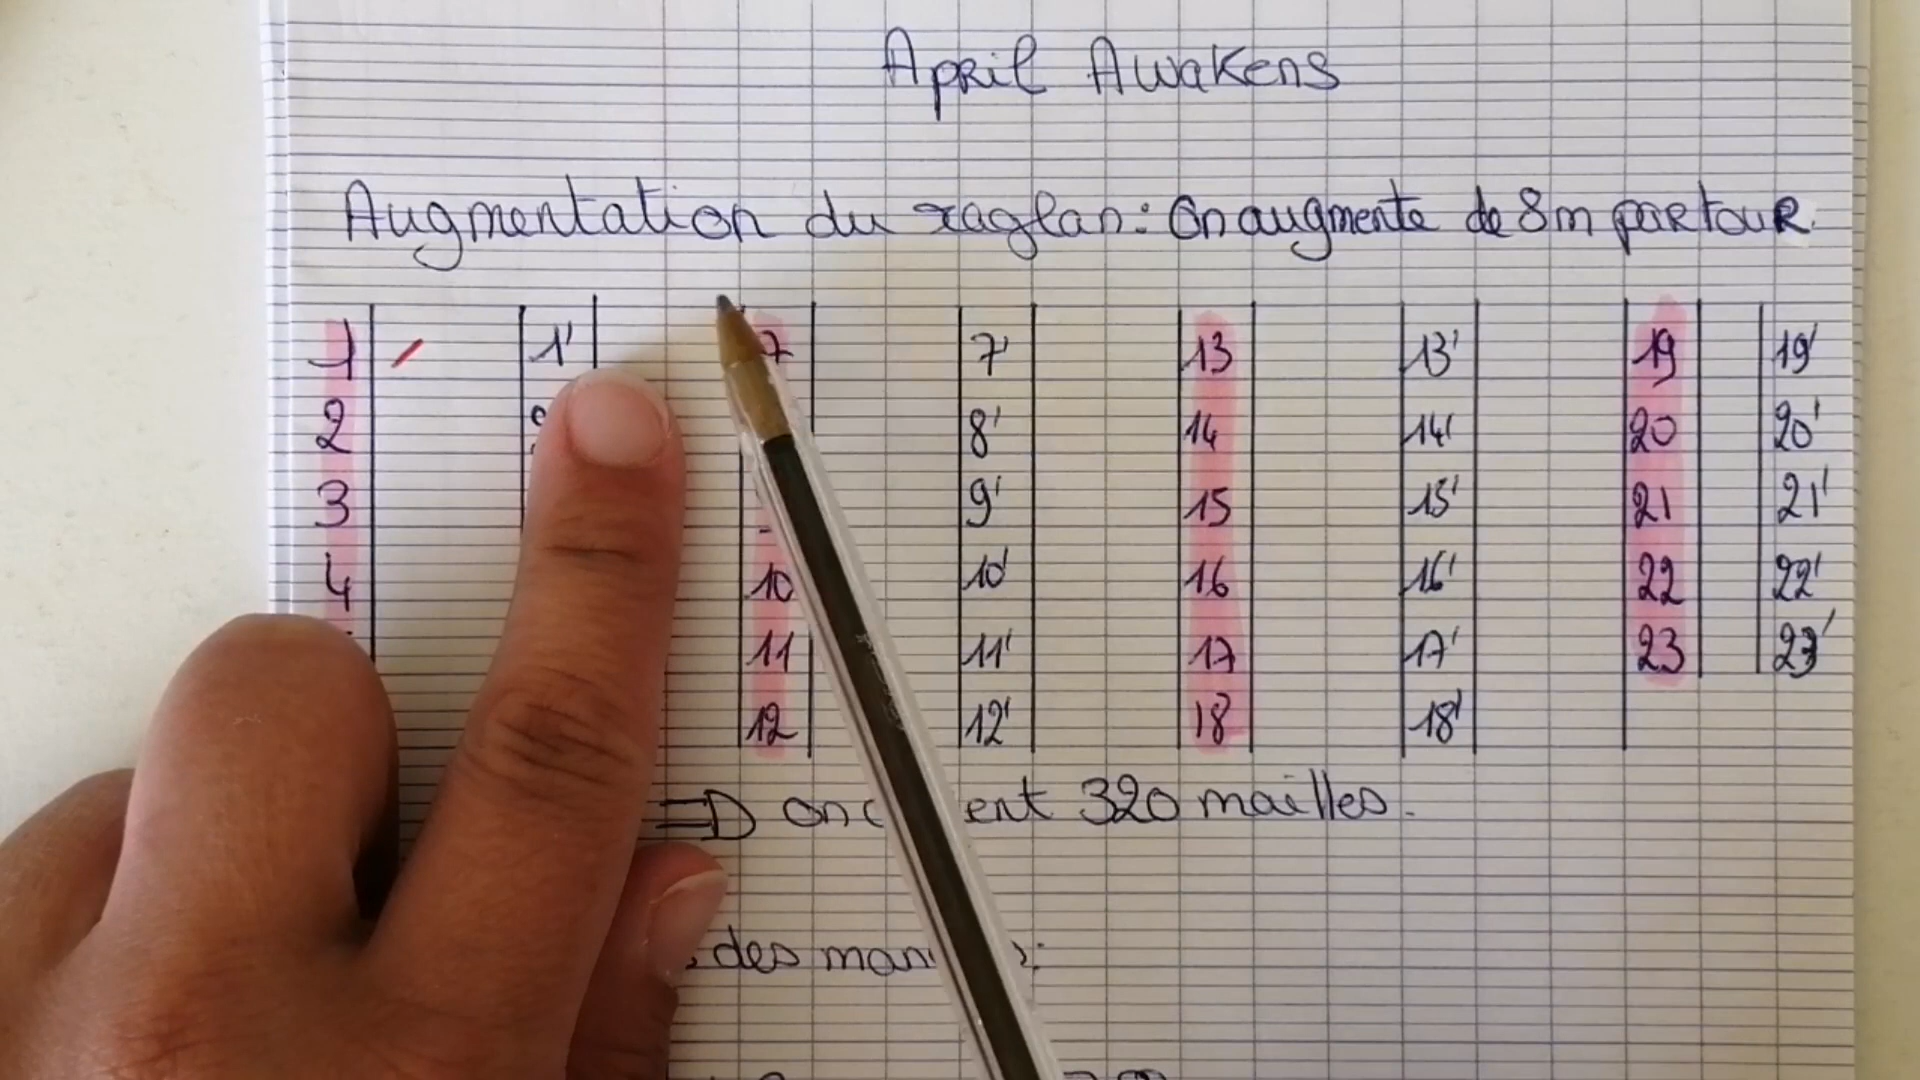 April Awakens
Augmentation du raglan: On augmente de 8m par tour.
1 1' 7 7' 13 13' 19 19'
2 8' 14 14' 20 20'
3 9' 15 15' 21 21'
4 10 10' 16 16' 22 22'
11 11' 17 17' 23 23'
12 12' 18 18'
⇒ on 320 mailles.
des